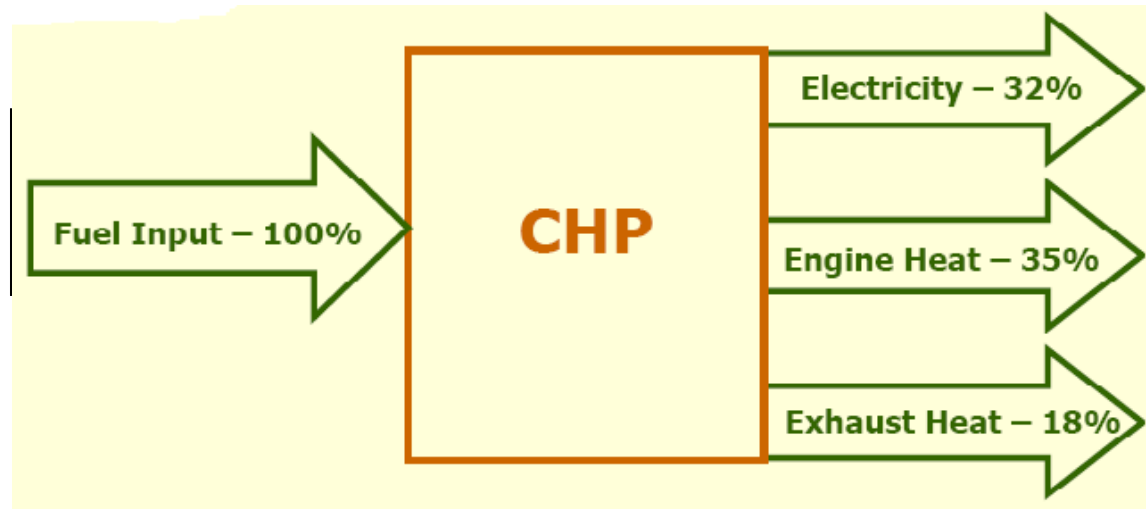 Fuel Input – 100%
CHP
Electricity – 32%
Engine Heat – 35%
Exhaust Heat – 18%